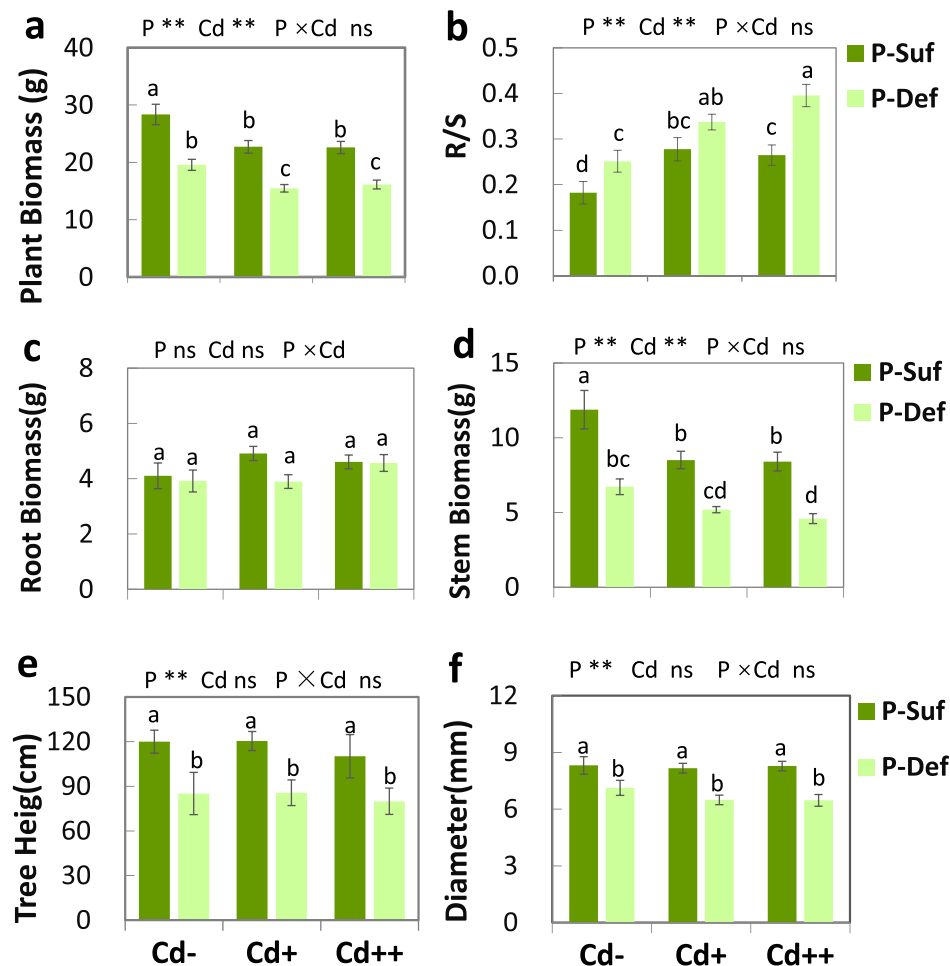 a
P ** Cd ** P ×Cd ns
Plant Biomass (g)
40
30
20
10
0
a
b
b
c
b
c
b
P ** Cd ** P ×Cd ns
R/S
0.5
0.4
0.3
0.2
0.1
0.0
d
c
bc
ab
c
a
P-Suf
P-Def
c
P ns Cd ns P ×Cd
Root Biomass(g)
8
6
4
2
0
a
a
a
a
a
a
d
P ** Cd ** P ×Cd ns
Stem Biomass(g)
15
10
5
0
a
bc
b
cd
b
d
P-Suf
P-Def
e
P ** Cd ns P ×Cd ns
Tree Heig(cm)
150
120
90
60
30
0
a
b
a
b
a
b
Cd-
Cd+
Cd++
f
P ** Cd ns P ×Cd ns
Diameter(mm)
12
9
6
3
0
a
b
a
b
a
b
Cd-
Cd+
Cd++
P-Suf
P-Def